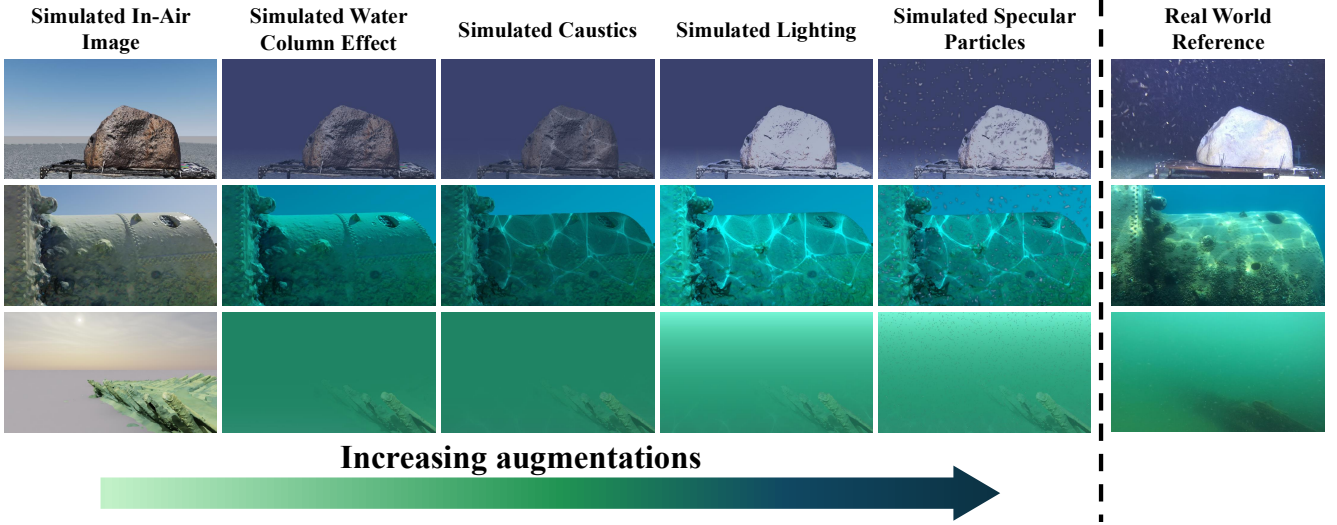 Simulated In-Air
Image
Simulated Water
Column Effect
Simulated Caustics
Simulated Lighting
Simulated Specular
Particles
Real World
Reference
Increasing augmentations